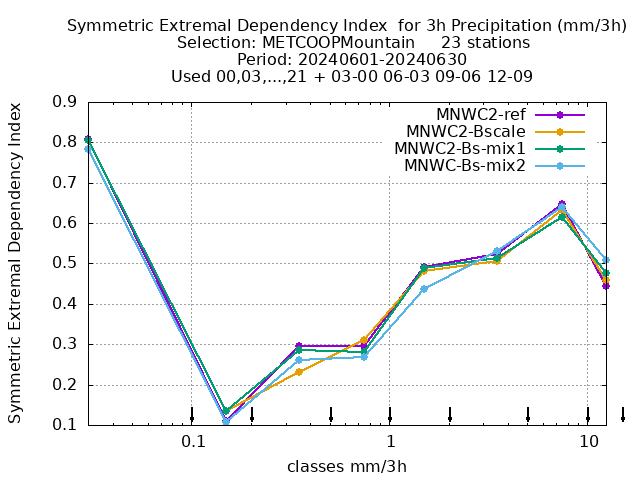 Symmetric Extremal Dependency Index  for 3h Precipitation (mm/3h)
Selection: METCOOPMountain     23 stations
Period: 20240601-20240630
Used 00,03,...,21 + 03-00 06-03 09-06 12-09
MNWC2-ref
MNWC2-Bscale
MNWC2-Bs-mix1
MNWC-Bs-mix2
Symmetric Extremal Dependency Index
0.9
0.8
0.7
0.6
0.5
0.4
0.3
0.2
0.1
0.1 1 10
classes mm/3h